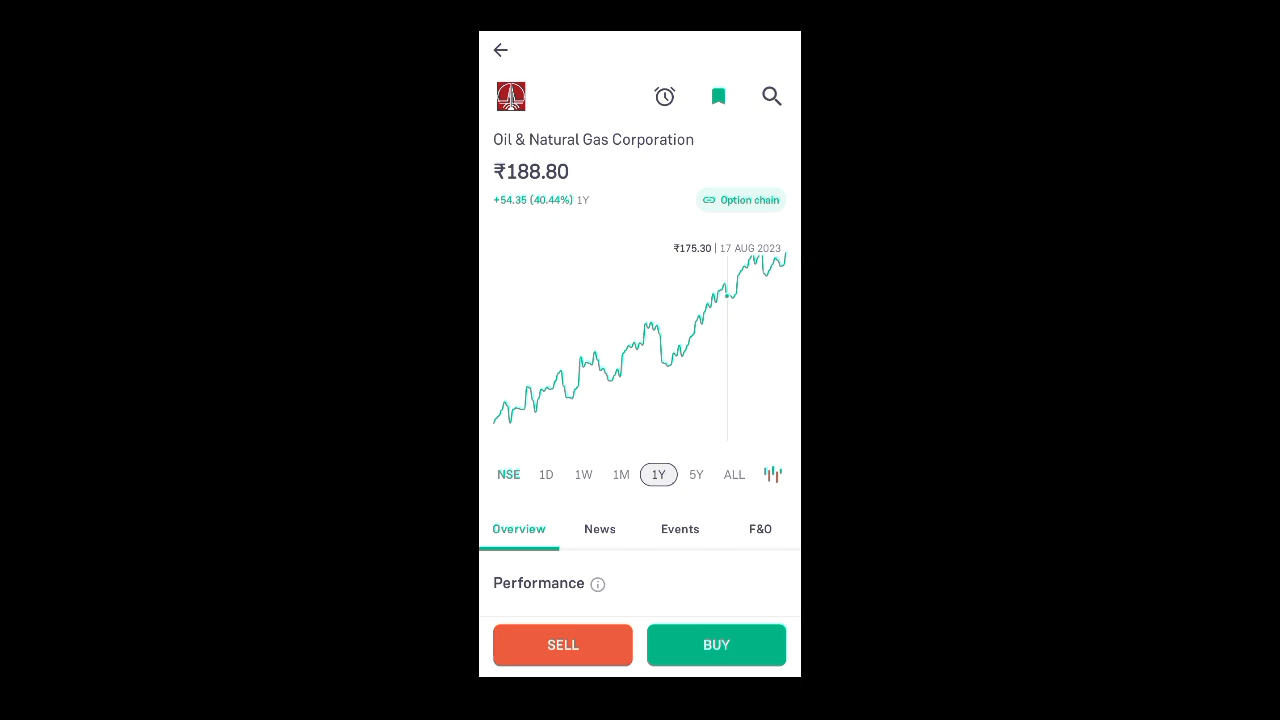 Oil & Natural Gas Corporation
₹188.80
+54.35 (40.44%) 1Y
Option chain
₹175.30 | 17 AUG 2023
NSE 1D 1W 1M 1Y 5Y ALL
Overview News Events F&O
Performance
SELL BUY